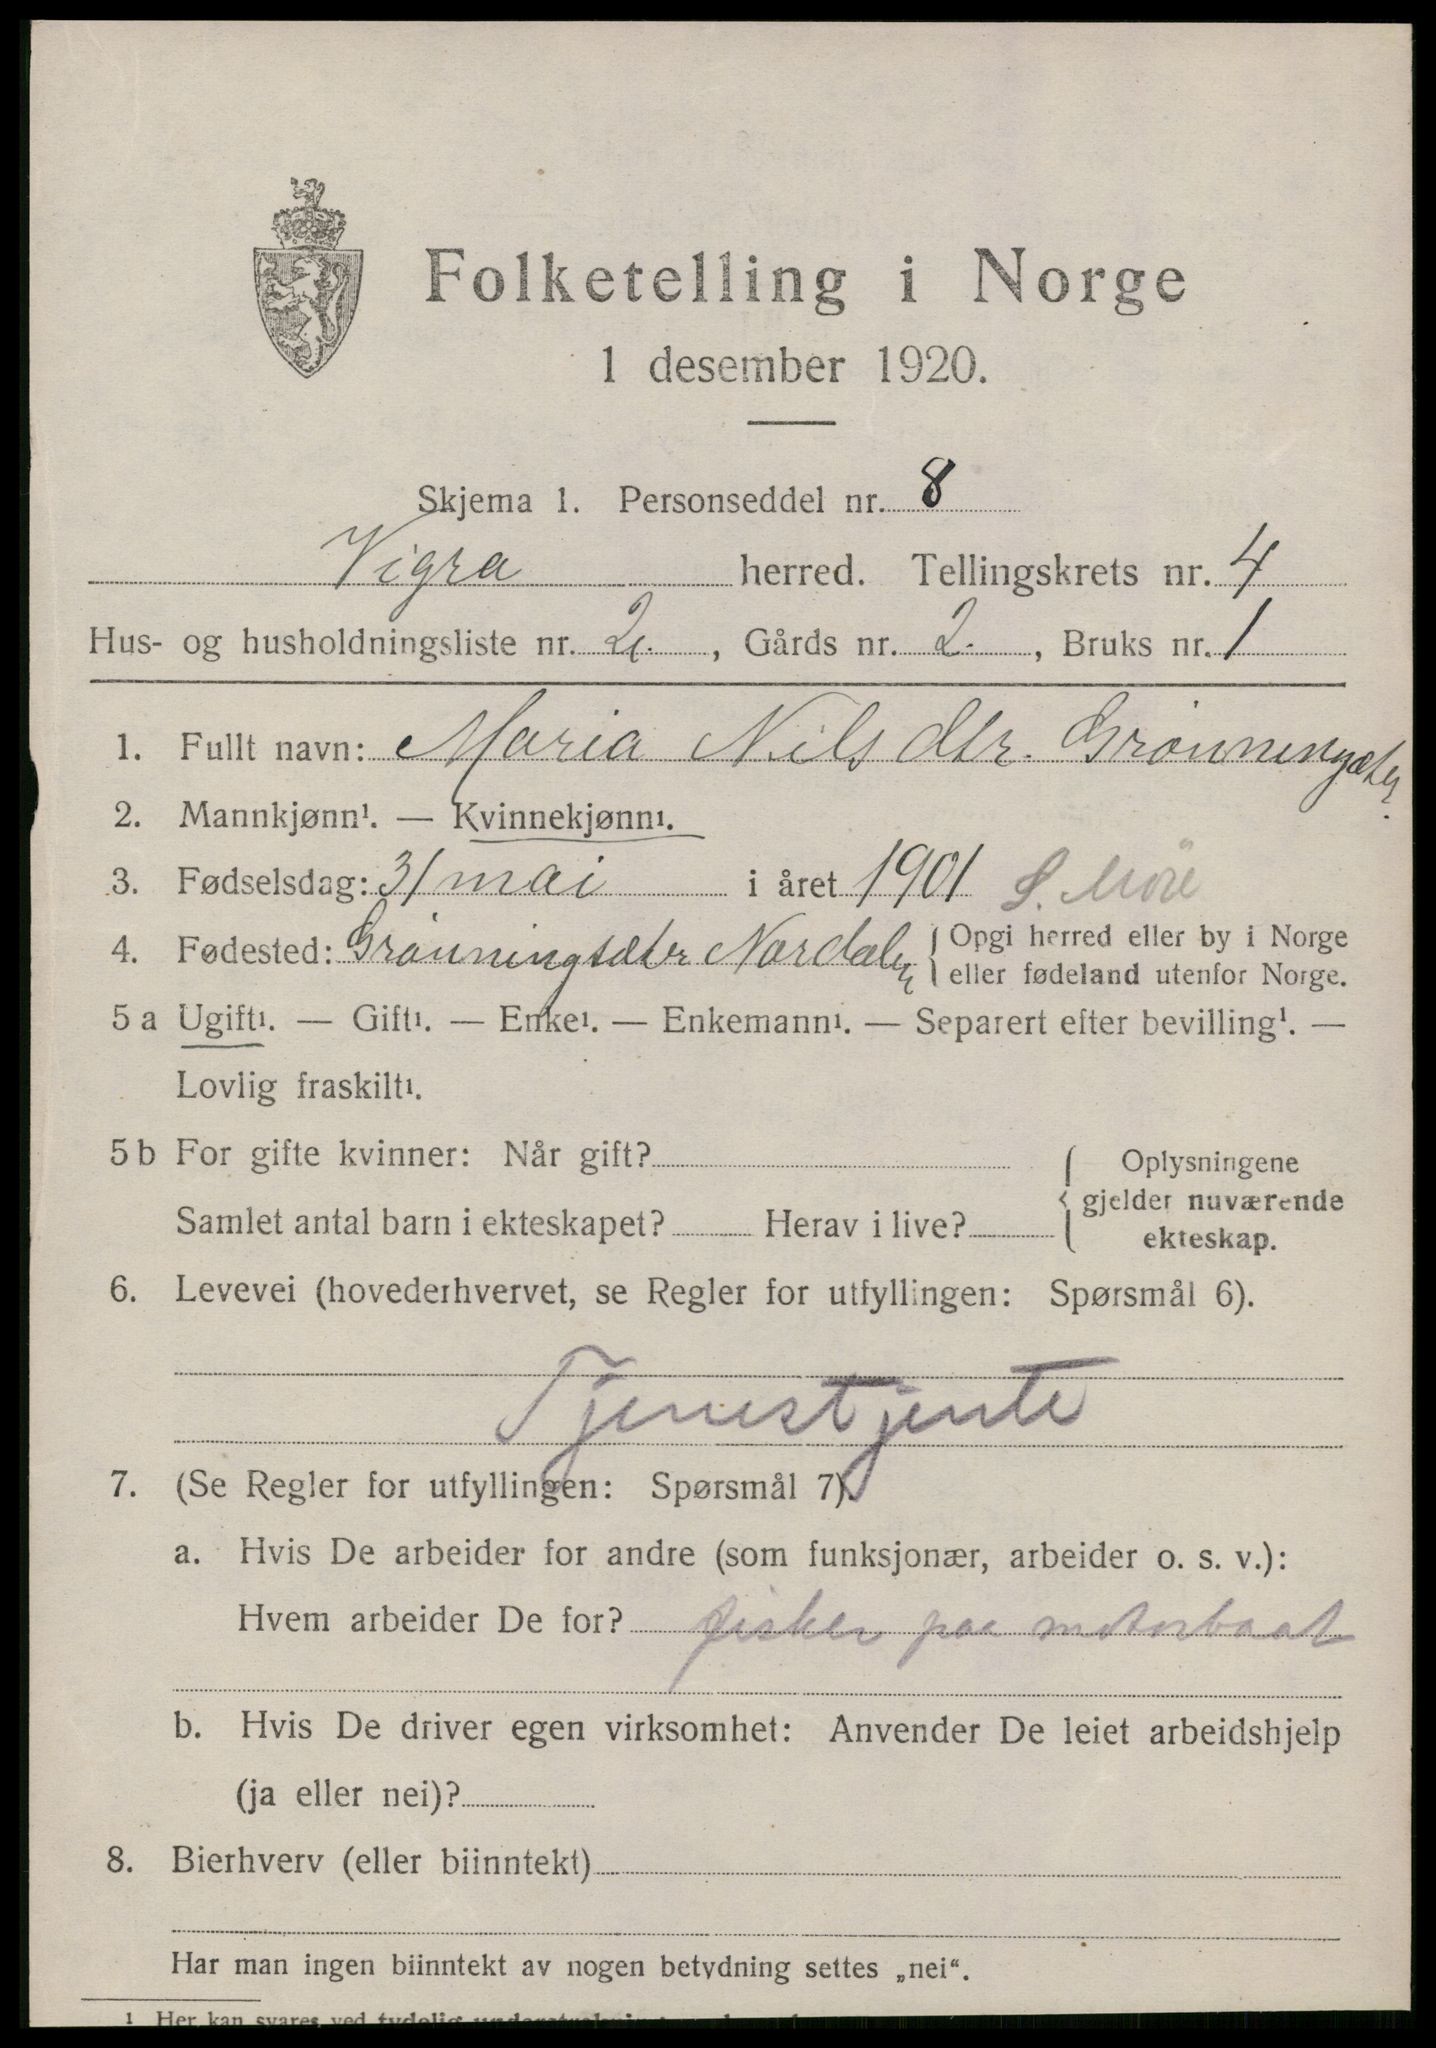 Folketelling i Norge
1 desember 1920.
Skjema 1. Personseddel nr. 8
Vigra herred. Tellingskrets nr. 4
Hus- og husholdningsliste nr. 2, Gårds nr. 2., Bruks nr. 1
1. Fullt navn: Maria Nilsdtr. Grønningsæter
2. Mannkjønn¹. — Kvinnekjønn¹.
3. Fødselsdag: 31 mai i året 1901 S. Møre
4. Fødested: Grønningsæter Nordalen { Opgi herred eller by i Norge
eller fødeland utenfor Norge.
5 a Ugift¹. — Gift¹. — Enke¹. — Enkemann¹. — Separert efter bevilling¹. —
Lovlig fraskilt¹.
5 b For gifte kvinner: Når gift?
Samlet antal barn i ekteskapet? Herav i live?
{ Oplysningene
gjelder nuværende
ekteskap.
6. Levevei (hovederhvervet, se Regler for utfyllingen: Spørsmål 6).
Tjenestjente
7. (Se Regler for utfyllingen: Spørsmål 7).
a. Hvis De arbeider for andre (som funksjonær, arbeider o. s. v.):
Hvem arbeider De for? fisker paa motorbaat
b. Hvis De driver egen virksomhet: Anvender De leiet arbeidshjelp
(ja eller nei)?
8. Bierhverv (eller biinntekt)
Har man ingen biinntekt av nogen betydning settes „nei“.
1 Her kan svares ved tydelig